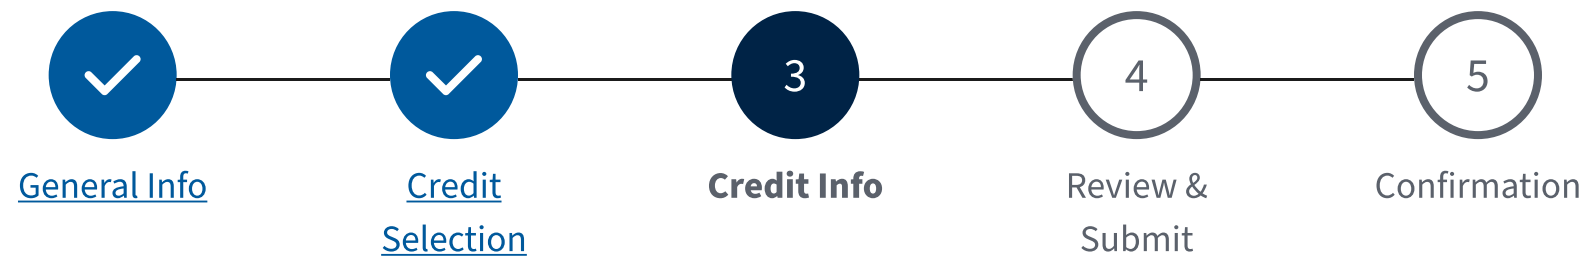 3
4
5
General Info
Credit
Selection
Credit Info
Review &
Submit
Confirmation